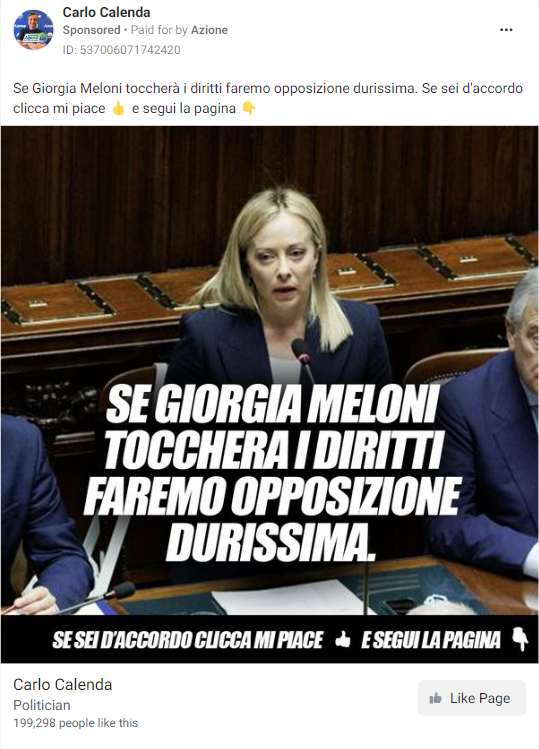 Carlo Calenda
Sponsored • Paid for by Azione
ID: 537006071742420
Se Giorgia Meloni toccherà i diritti faremo opposizione durissima. Se sei d'accordo
clicca mi piace 👍 e segui la pagina 👇
SE GIORGIA MELONI
TOCCHERA I DIRITTI
FAREMO OPPOSIZIONE
DURISSIMA.
SE SEI D'ACCORDO CLICCA MI PIACE 👍 E SEGUI LA PAGINA 👇
Carlo Calenda
Politician
199,298 people like this
Like Page